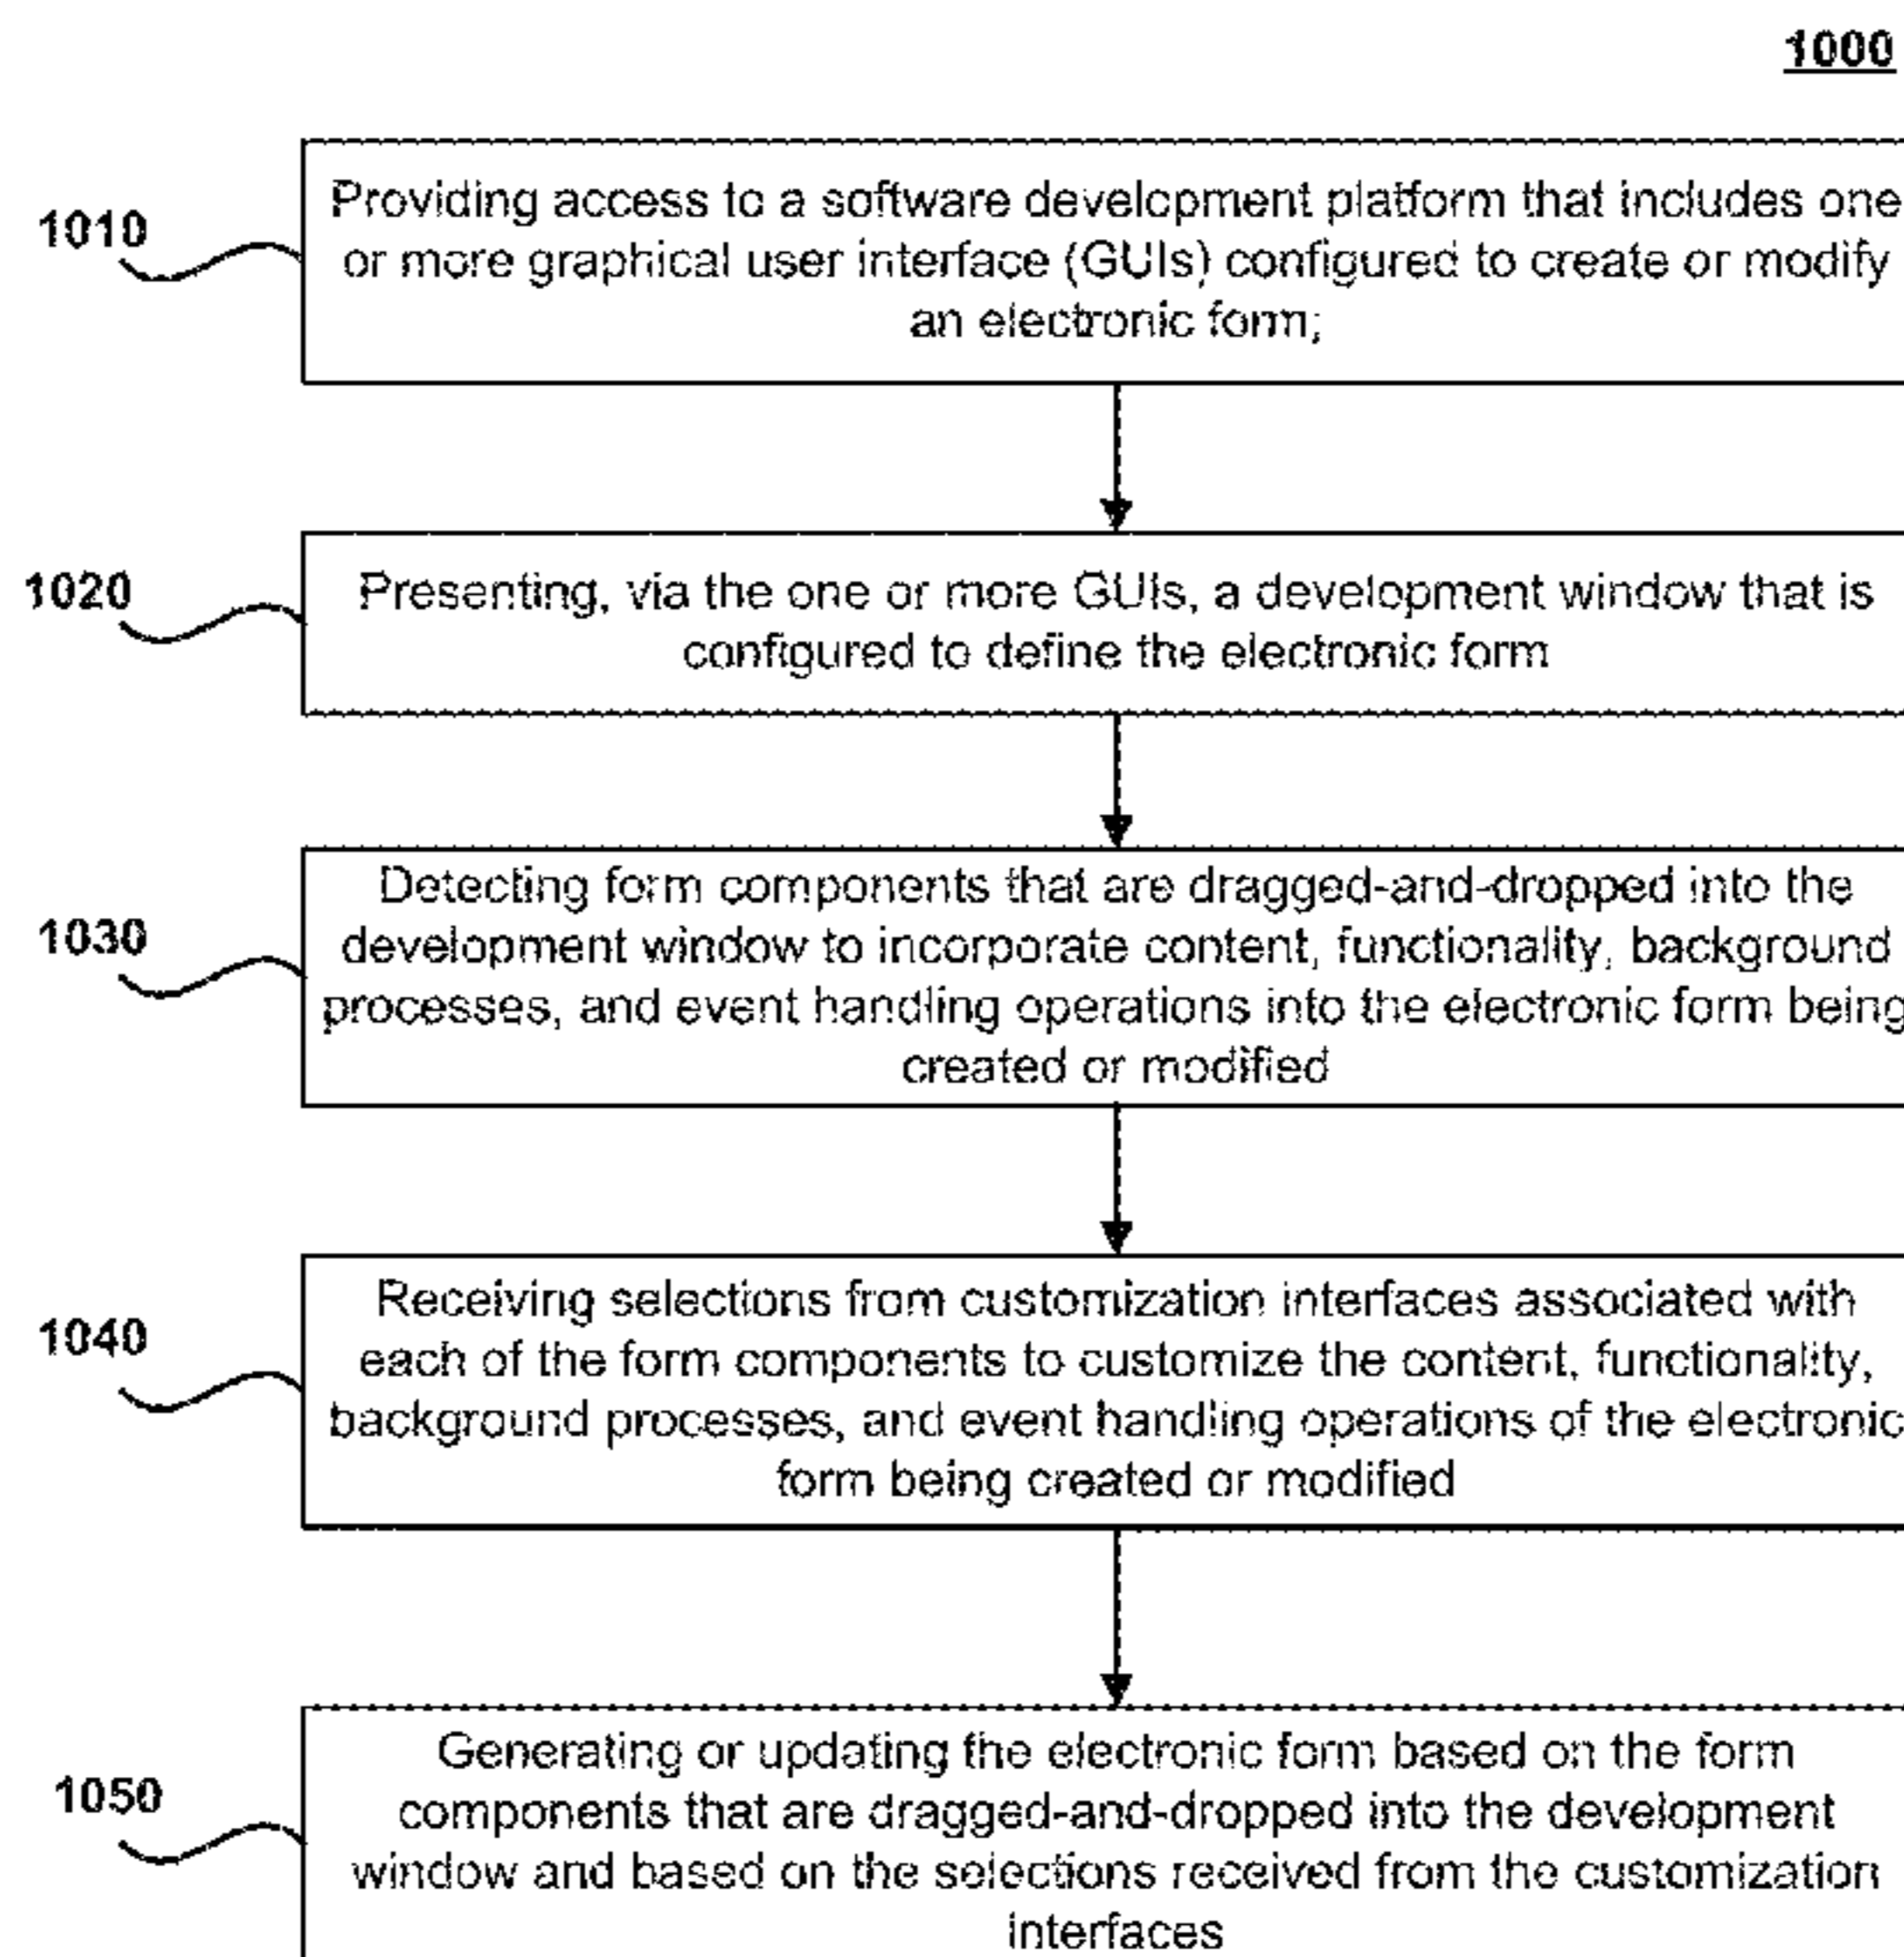 1000
1010
Providing access to a software development platform that includes one
or more graphical user interface (GUIs) configured to create or modify
an electronic form;
1020
Presenting, via the one or more GUIs, a development window that is
configured to define the electronic form
1030
Detecting form components that are dragged-and-dropped into the
development window to incorporate content, functionality, background
processes, and event handling operations into the electronic form being
created or modified
1040
Receiving selections from customization interfaces associated with
each of the form components to customize the content, functionality,
background processes, and event handling operations of the electronic
form being created or modified
1050
Generating or updating the electronic form based on the form
components that are dragged-and-dropped into the development
window and based on the selections received from the customization
interfaces